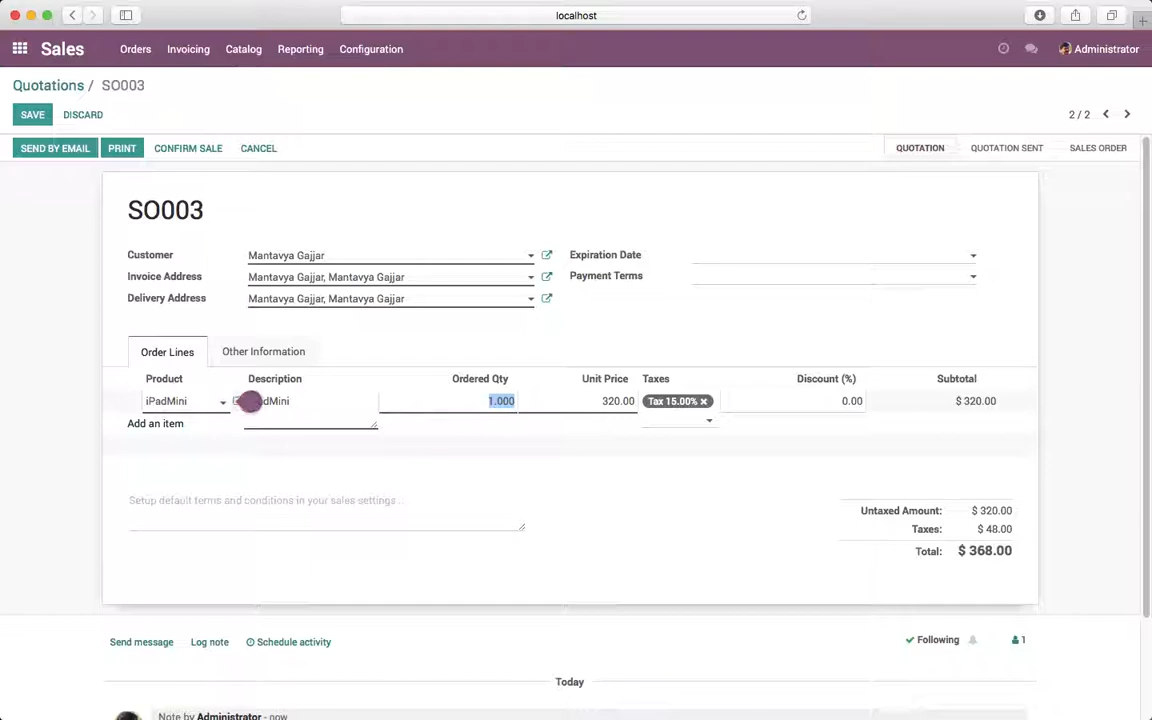 localhost
Sales Orders Invoicing Catalog Reporting Configuration Administrator
Quotations / SO003
SAVE DISCARD 2 / 2
SEND BY EMAIL PRINT CONFIRM SALE CANCEL QUOTATION QUOTATION SENT SALES ORDER
SO003
Customer Mantavya Gajjar Expiration Date
Invoice Address Mantavya Gajjar, Mantavya Gajjar Payment Terms
Delivery Address Mantavya Gajjar, Mantavya Gajjar
Order Lines Other Information
Product Description Ordered Qty Unit Price Taxes Discount (%) Subtotal
iPadMini 1.000 320.00 Tax 15.00% 0.00 $ 320.00
Add an item
Setup default terms and conditions in your sales settings ..
Untaxed Amount: $ 320.00
Taxes: $ 48.00
Total: $ 368.00
Send message Log note Schedule activity Following 1
Today
Note by Administrator - now